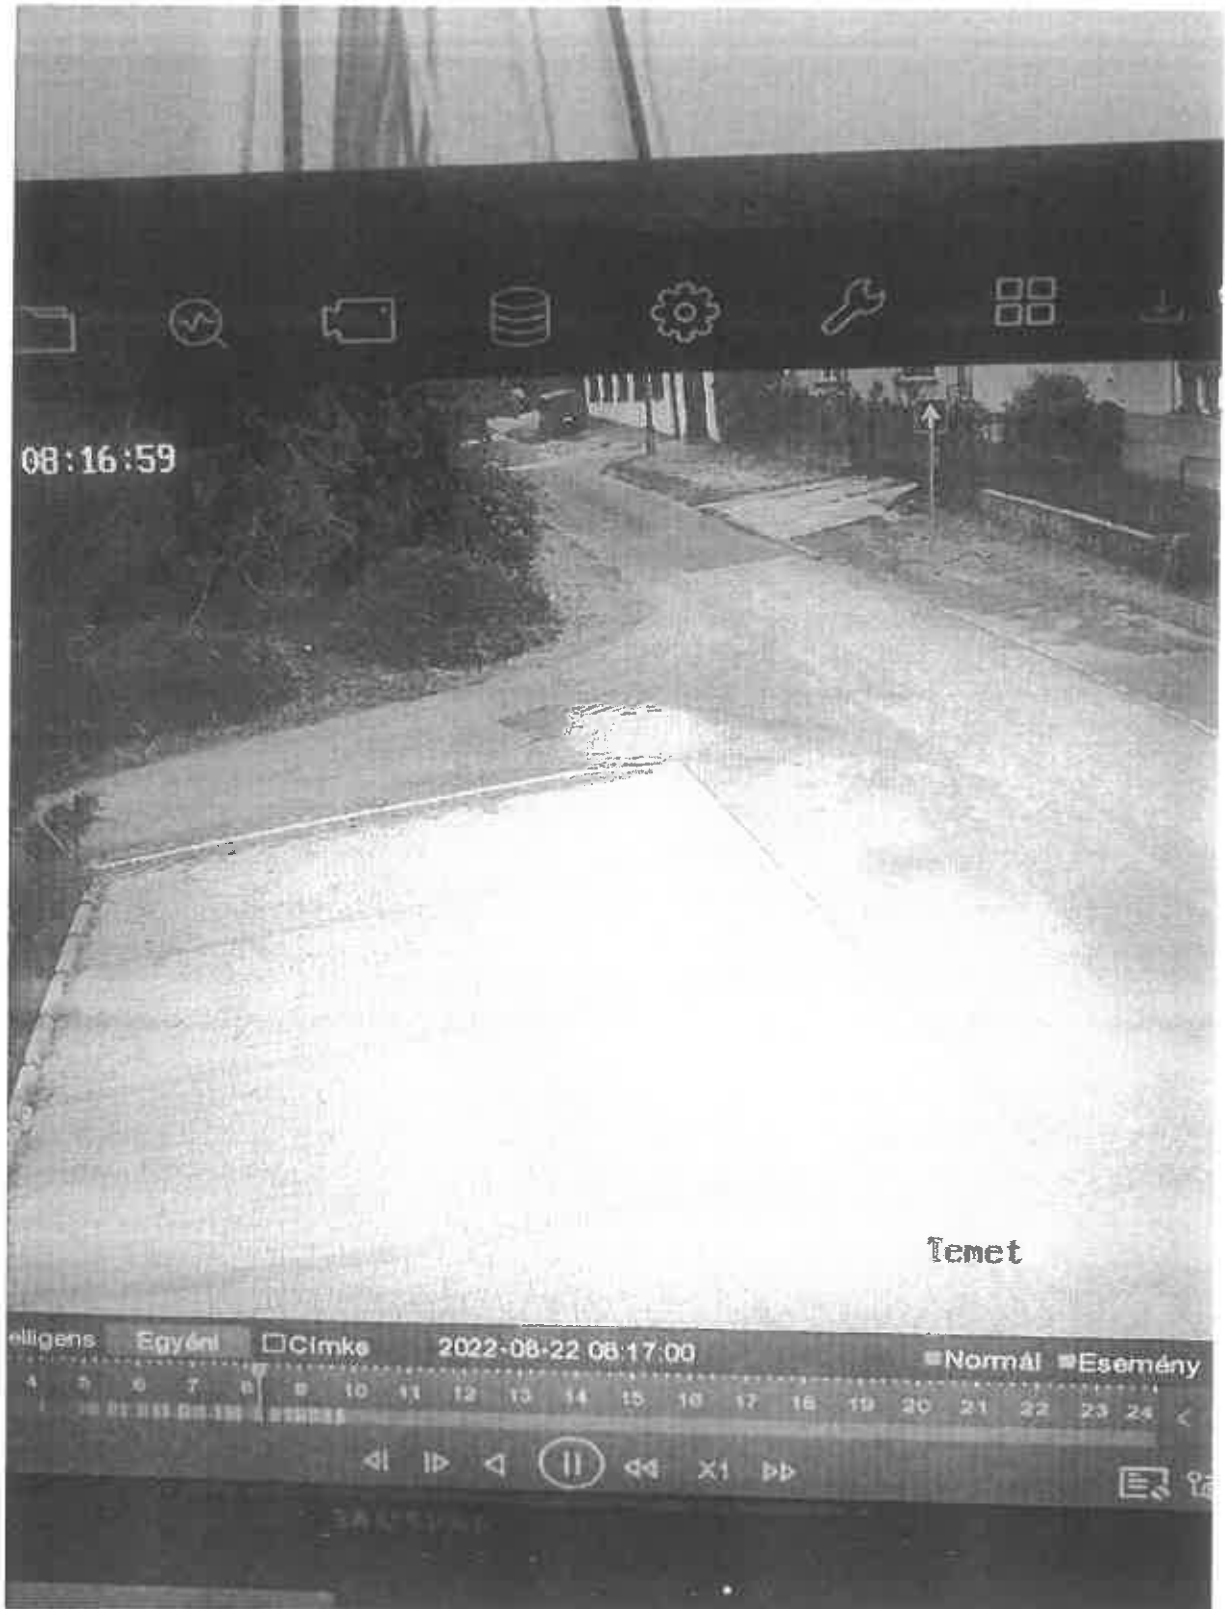 08:16:59
Temet
elligens Egyéni Címke 2022-08-22 08:17:00 Normál Esemény
4 5 6 7 8 9 10 11 12 13 14 15 16 17 18 19 20 21 22 23 24
X1
SAMSUNG